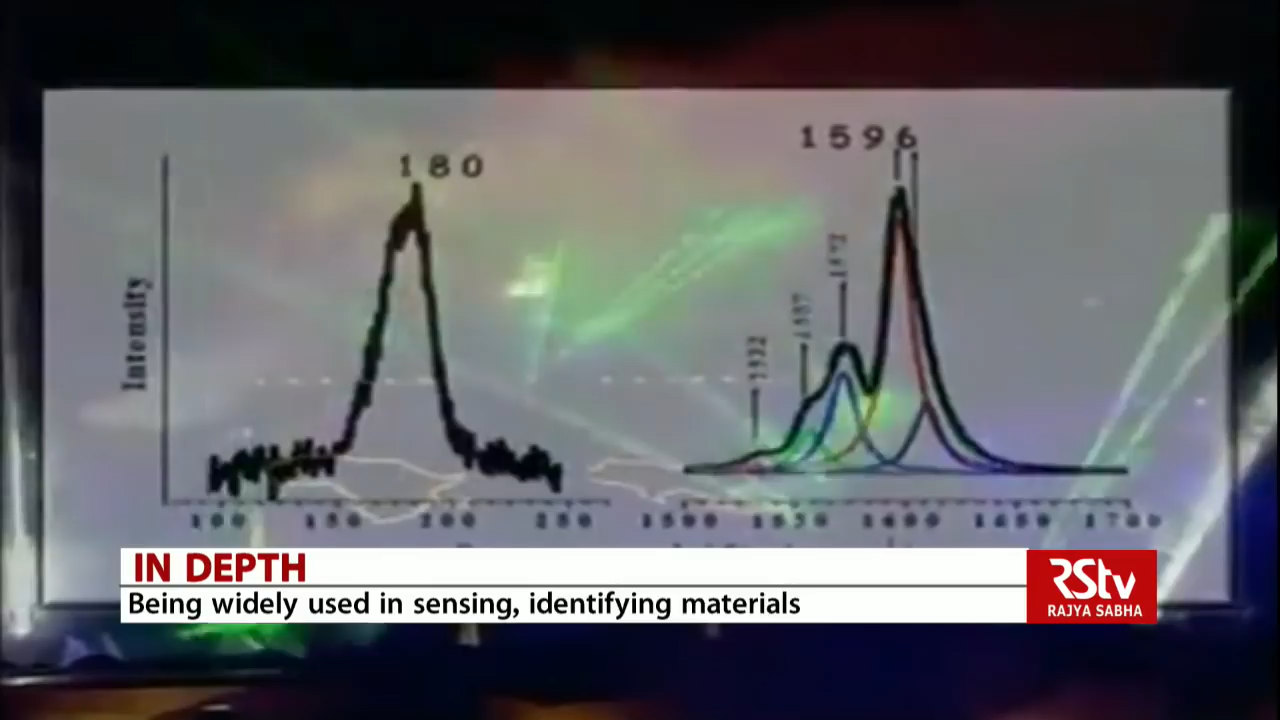 180
1596
Intensity
1532
1557
1572
100 150 200 250
1500 1550 1600 1650 1700
IN DEPTH
Being widely used in sensing, identifying materials
RStv
RAJYA SABHA